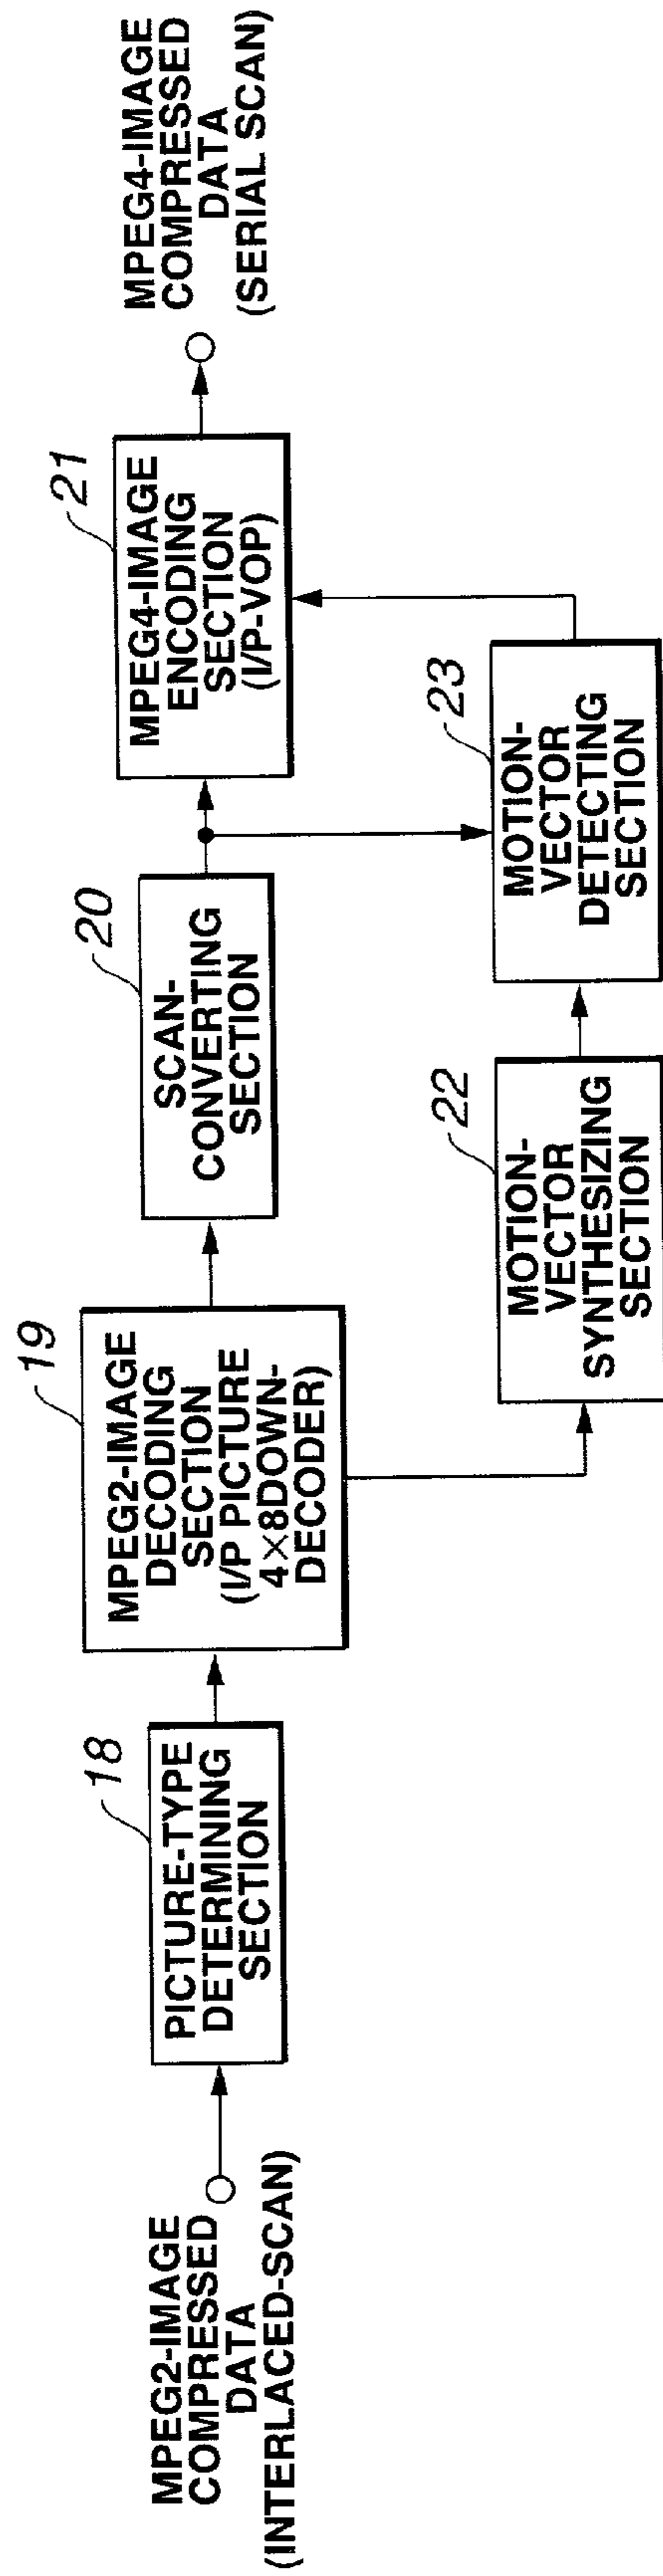 MPEG2-IMAGE
COMPRESSED
DATA
(INTERLACED-SCAN)
18
PICTURE-TYPE
DETERMINING
SECTION
19
MPEG2-IMAGE
DECODING
SECTION
(I/P PICTURE
4×8DOWN-
DECODER)
20
SCAN-
CONVERTING
SECTION
21
MPEG4-IMAGE
ENCODING
SECTION
(I/P-VOP)
MPEG4-IMAGE
COMPRESSED
DATA
(SERIAL SCAN)
22
MOTION-
VECTOR
SYNTHESIZING
SECTION
23
MOTION-
VECTOR
DETECTING
SECTION